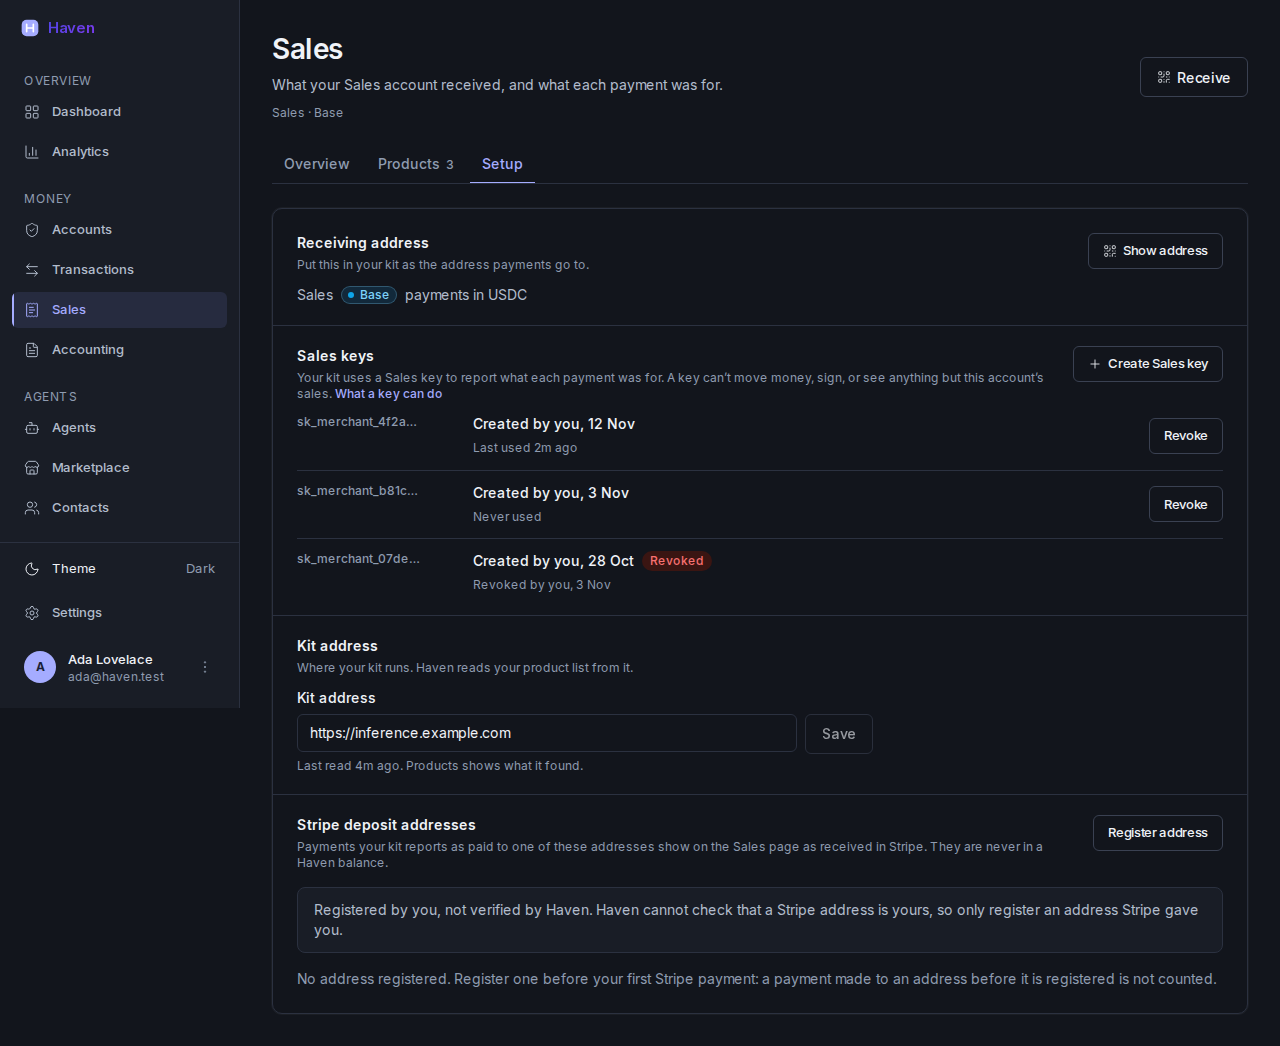 Haven
OVERVIEW
Dashboard
Analytics
MONEY
Accounts
Transactions
Sales
Accounting
AGENTS
Agents
Marketplace
Contacts
Theme Dark
Settings
A
Ada Lovelace
ada@haven.test
Sales
What your Sales account received, and what each payment was for.
Sales · Base
Receive
Overview Products 3 Setup
Receiving address
Put this in your kit as the address payments go to.
Show address
Sales Base payments in USDC
Sales keys
Your kit uses a Sales key to report what each payment was for. A key can’t move money, sign, or see anything but this account’s
sales. What a key can do
Create Sales key
sk_merchant_4f2a…
Created by you, 12 Nov
Last used 2m ago
Revoke
sk_merchant_b81c…
Created by you, 3 Nov
Never used
Revoke
sk_merchant_07de…
Created by you, 28 Oct Revoked
Revoked by you, 3 Nov
Kit address
Where your kit runs. Haven reads your product list from it.
Kit address
https://inference.example.com
Save
Last read 4m ago. Products shows what it found.
Stripe deposit addresses
Payments your kit reports as paid to one of these addresses show on the Sales page as received in Stripe. They are never in a
Haven balance.
Register address
Registered by you, not verified by Haven. Haven cannot check that a Stripe address is yours, so only register an address Stripe gave
you.
No address registered. Register one before your first Stripe payment: a payment made to an address before it is registered is not counted.